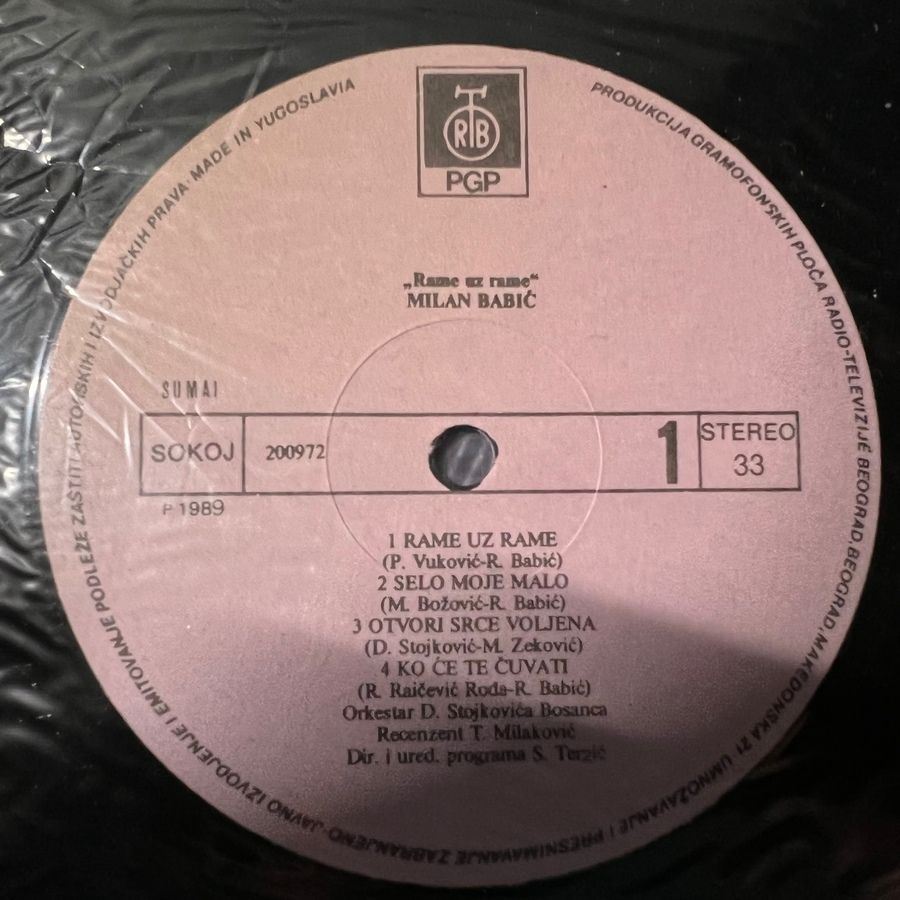 PRODUKCIJA GRAMOFONSKIH PLOČA RADIO-TELEVIZIJE BEOGRAD, BEOGRAD, MAKEDONSKA 21 UMNOŽAVANJE I PRESNIMAVANJE ZABRANJENO. JAVNO IZVODJENJE I EMITOVANJE PODLEŽE ZAŠTITI AUTORSKIH I IZVODJAČKIH PRAVA · MADE IN YUGOSLAVIA
RTB
PGP
„Rame uz rame“
MILAN BABIĆ
SUMAI
SOKOJ
200972
1
STEREO
33
P 1989
1 RAME UZ RAME
(P. Vuković-R. Babić)
2 SELO MOJE MALO
(M. Božović-R. Babić)
3 OTVORI SRCE VOLJENA
(D. Stojković-M. Zeković)
4 KO ĆE TE ČUVATI
(R. Raičević Roda-R. Babić)
Orkestar D. Stojkovića Bosanca
Recenzent T. Milaković
Dir. i ured. programa S. Terzić